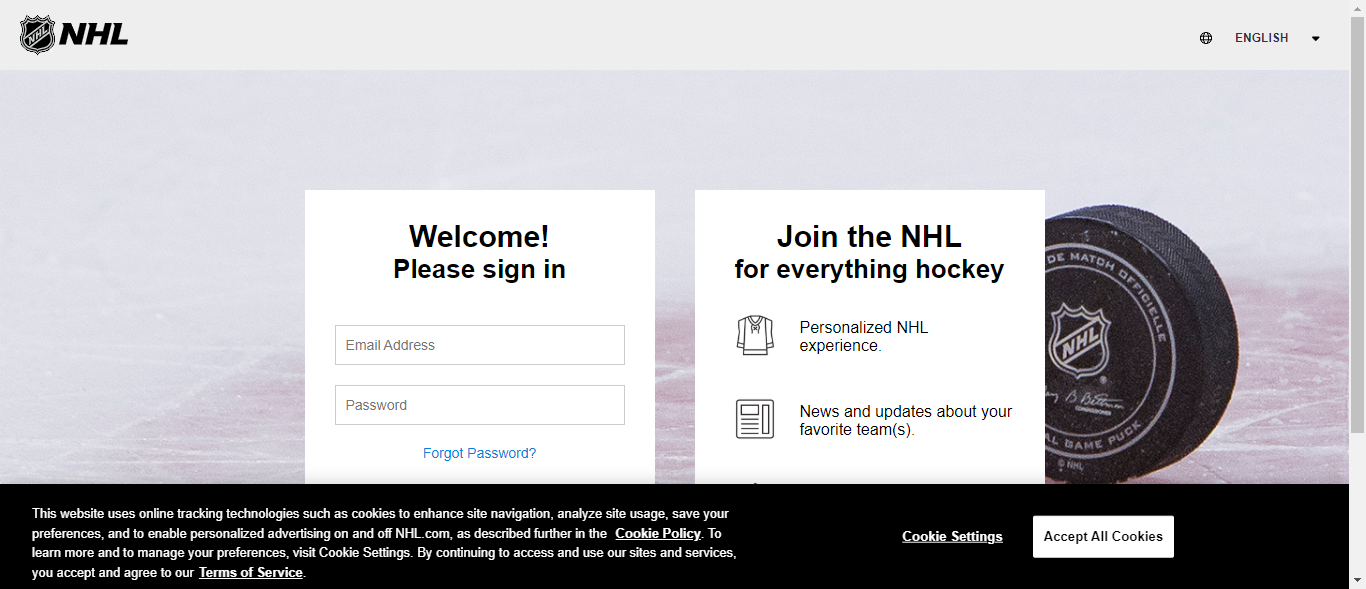 NHL
NHL
ENGLISH
Welcome!
Please sign in
Email Address
Password
Forgot Password?
Join the NHL
for everything hockey
Personalized NHL
experience.
News and updates about your
favorite team(s).
DE MATCH OFFICIELLE
NHL
COMMISSIONER
AL GAME PUCK
© NHL
This website uses online tracking technologies such as cookies to enhance site navigation, analyze site usage, save your
preferences, and to enable personalized advertising on and off NHL.com, as described further in the Cookie Policy. To
learn more and to manage your preferences, visit Cookie Settings. By continuing to access and use our sites and services,
you accept and agree to our Terms of Service.
Cookie Settings
Accept All Cookies